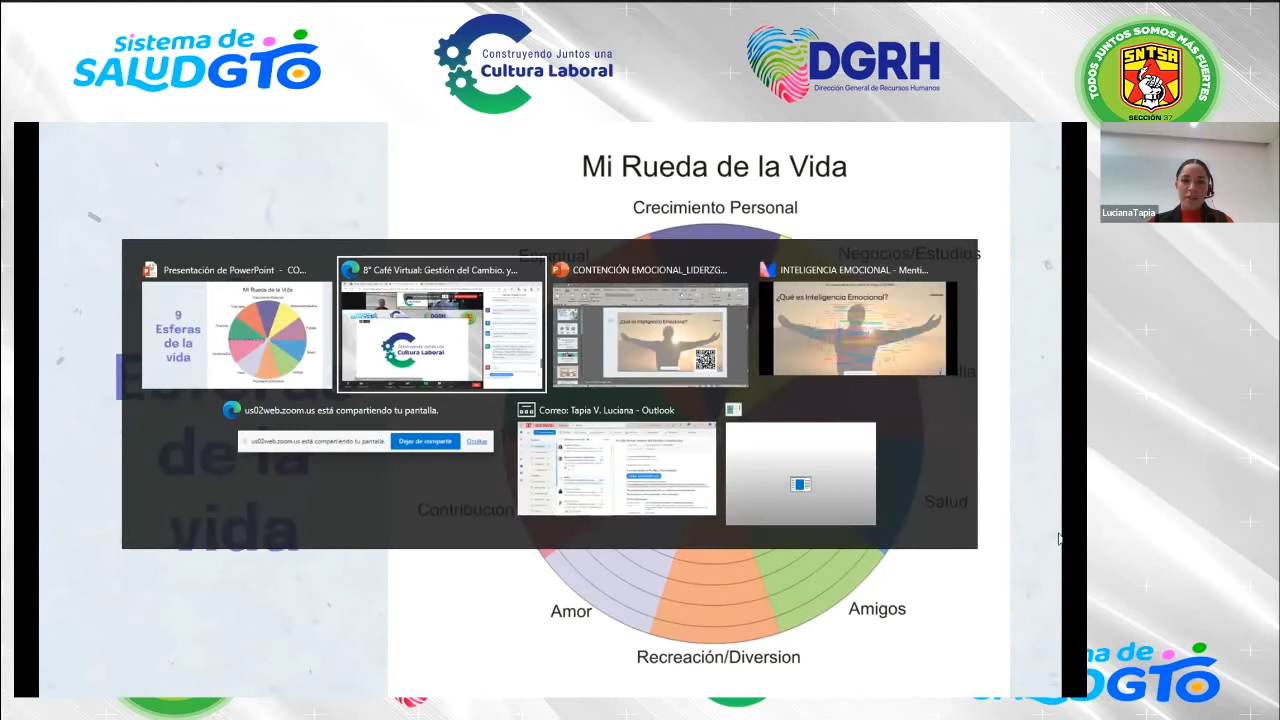 Sistema de
SALUDGTO
Construyendo Juntos una
Cultura Laboral
DGRH
Dirección General de Recursos Humanos
TODOS JUNTOS SOMOS MÁS FUERTES
SNTSA
SECCIÓN 37
LucianaTapia
Mi Rueda de la Vida
Crecimiento Personal
Espiritual
Negocios/Estudios
Presentación de PowerPoint - CO...
8° Café Virtual: Gestión del Cambio. y...
CONTENCIÓN EMOCIONAL_LIDERZG...
INTELIGENCIA EMOCIONAL - Menti...
Mi Rueda de la Vida
9
Esferas
de la
vida
Construyendo Juntos una
Cultura Laboral
¿Qué es Inteligencia Emocional?
¿Qué es Inteligencia Emocional?
us02web.zoom.us está compartiendo tu pantalla.
Correo: Tapia V. Luciana - Outlook
us02web.zoom.us está compartiendo tu pantalla.
Dejar de compartir
Ocultar
Contribución
Salud
vida
Amor
Amigos
Recreación/Diversion
ma de
UDGTO